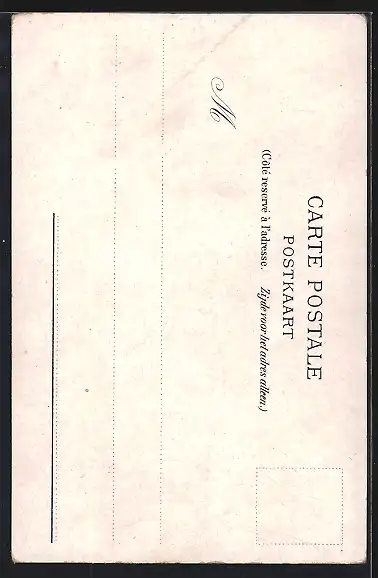 CARTE POSTALE
POSTKAART
(Côté reservé à l'adresse. Zijde voor het adres alleen.)
M